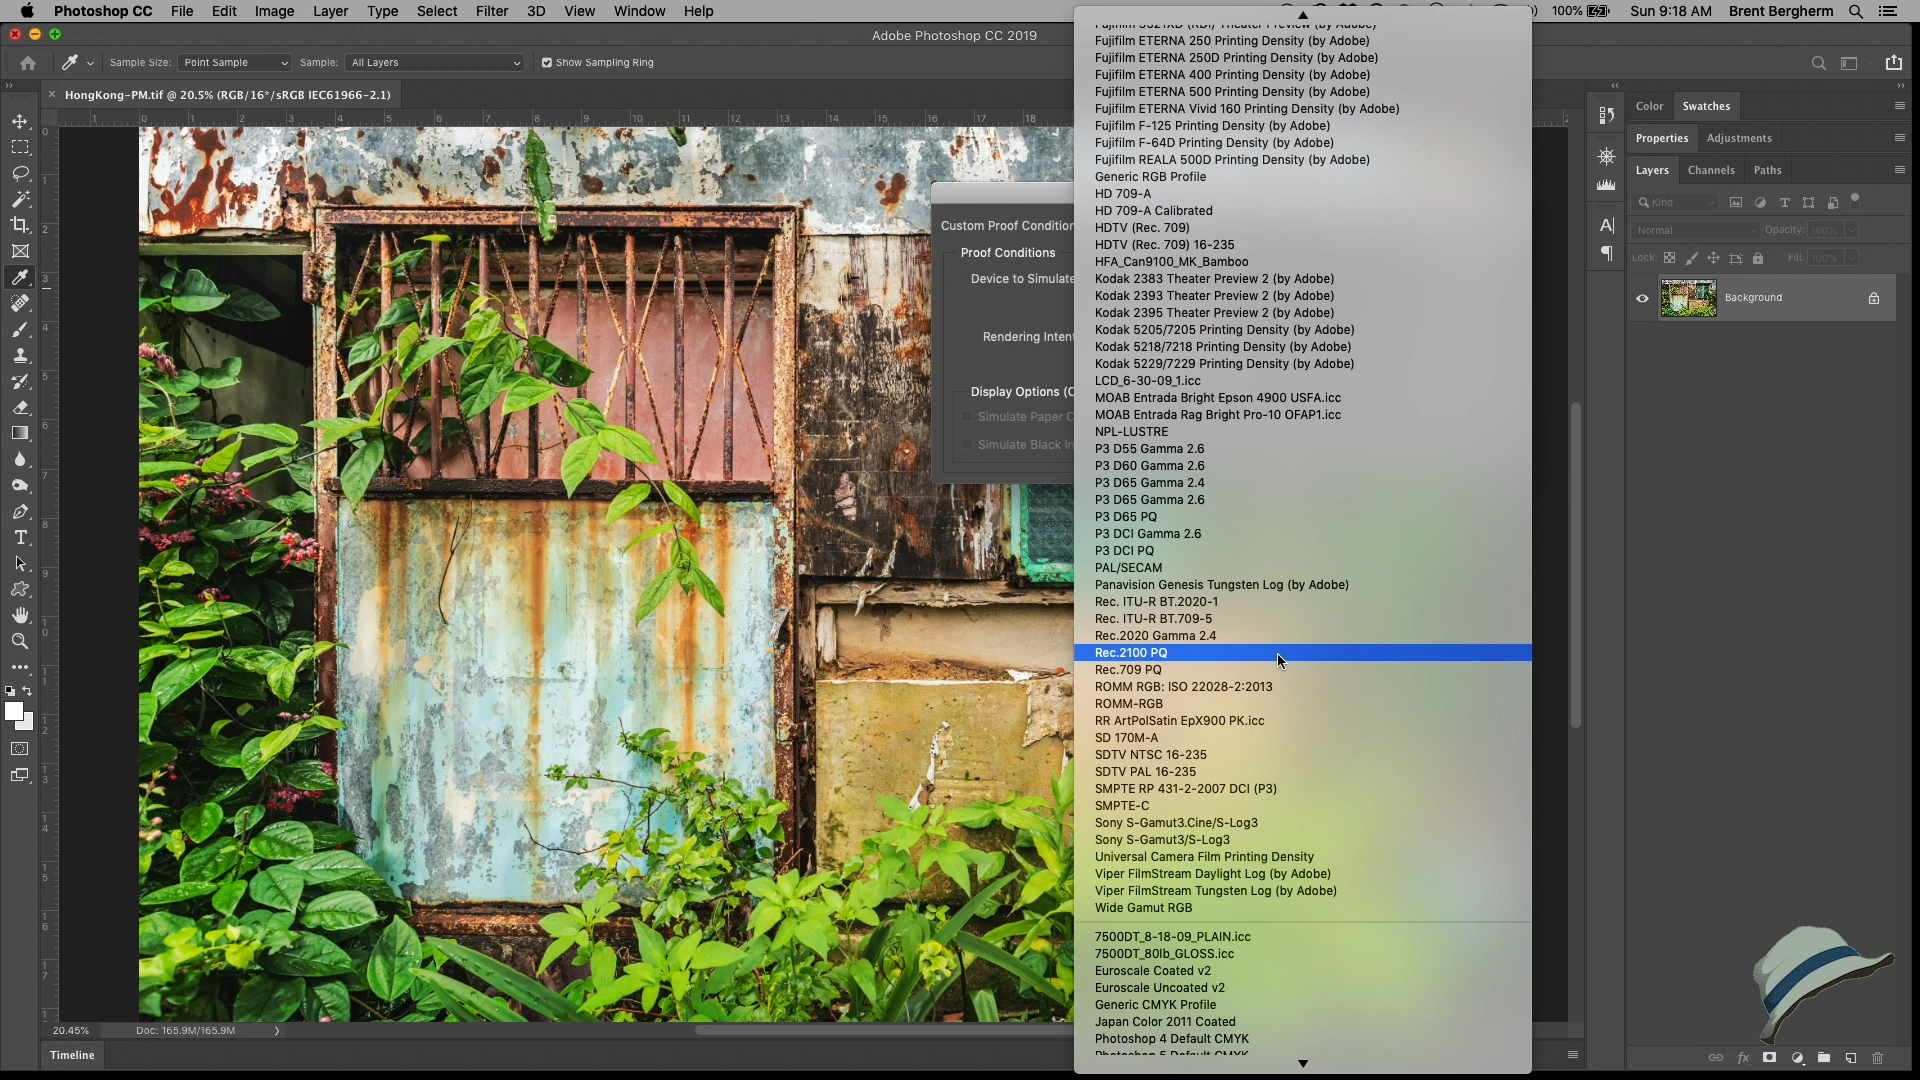 Photoshop CC File Edit Image Layer Type Select Filter 3D View Window Help
100% Sun 9:18 AM Brent Bergherm
Adobe Photoshop CC 2019
Sample Size: Point Sample Sample: All Layers Show Sampling Ring
HongKong-PM.tif @ 20.5% (RGB/16*/sRGB IEC61966-2.1)
Custom Proof Condition
Proof Conditions
Device to Simulate
Rendering Intent
Display Options (O
Simulate Paper C
Simulate Black In
Fujifilm ETERNA 250 Printing Density (by Adobe)
Fujifilm ETERNA 250D Printing Density (by Adobe)
Fujifilm ETERNA 400 Printing Density (by Adobe)
Fujifilm ETERNA 500 Printing Density (by Adobe)
Fujifilm ETERNA Vivid 160 Printing Density (by Adobe)
Fujifilm F-125 Printing Density (by Adobe)
Fujifilm F-64D Printing Density (by Adobe)
Fujifilm REALA 500D Printing Density (by Adobe)
Generic RGB Profile
HD 709-A
HD 709-A Calibrated
HDTV (Rec. 709)
HDTV (Rec. 709) 16-235
HFA_Can9100_MK_Bamboo
Kodak 2383 Theater Preview 2 (by Adobe)
Kodak 2393 Theater Preview 2 (by Adobe)
Kodak 2395 Theater Preview 2 (by Adobe)
Kodak 5205/7205 Printing Density (by Adobe)
Kodak 5218/7218 Printing Density (by Adobe)
Kodak 5229/7229 Printing Density (by Adobe)
LCD_6-30-09_1.icc
MOAB Entrada Bright Epson 4900 USFA.icc
MOAB Entrada Rag Bright Pro-10 OFAP1.icc
NPL-LUSTRE
P3 D55 Gamma 2.6
P3 D60 Gamma 2.6
P3 D65 Gamma 2.4
P3 D65 Gamma 2.6
P3 D65 PQ
P3 DCI Gamma 2.6
P3 DCI PQ
PAL/SECAM
Panavision Genesis Tungsten Log (by Adobe)
Rec. ITU-R BT.2020-1
Rec. ITU-R BT.709-5
Rec.2020 Gamma 2.4
Rec.2100 PQ
Rec.709 PQ
ROMM RGB: ISO 22028-2:2013
ROMM-RGB
RR ArtPolSatin EpX900 PK.icc
SD 170M-A
SDTV NTSC 16-235
SDTV PAL 16-235
SMPTE RP 431-2-2007 DCI (P3)
SMPTE-C
Sony S-Gamut3.Cine/S-Log3
Sony S-Gamut3/S-Log3
Universal Camera Film Printing Density
Viper FilmStream Daylight Log (by Adobe)
Viper FilmStream Tungsten Log (by Adobe)
Wide Gamut RGB
7500DT_8-18-09_PLAIN.icc
7500DT_80lb_GLOSS.icc
Euroscale Coated v2
Euroscale Uncoated v2
Generic CMYK Profile
Japan Color 2011 Coated
Photoshop 4 Default CMYK
Photoshop 5 Default CMYK
Color Swatches
Properties Adjustments
Layers Channels Paths
Kind
Normal Opacity: 100%
Lock: Fill: 100%
Background
20.45% Doc: 165.9M/165.9M
Timeline